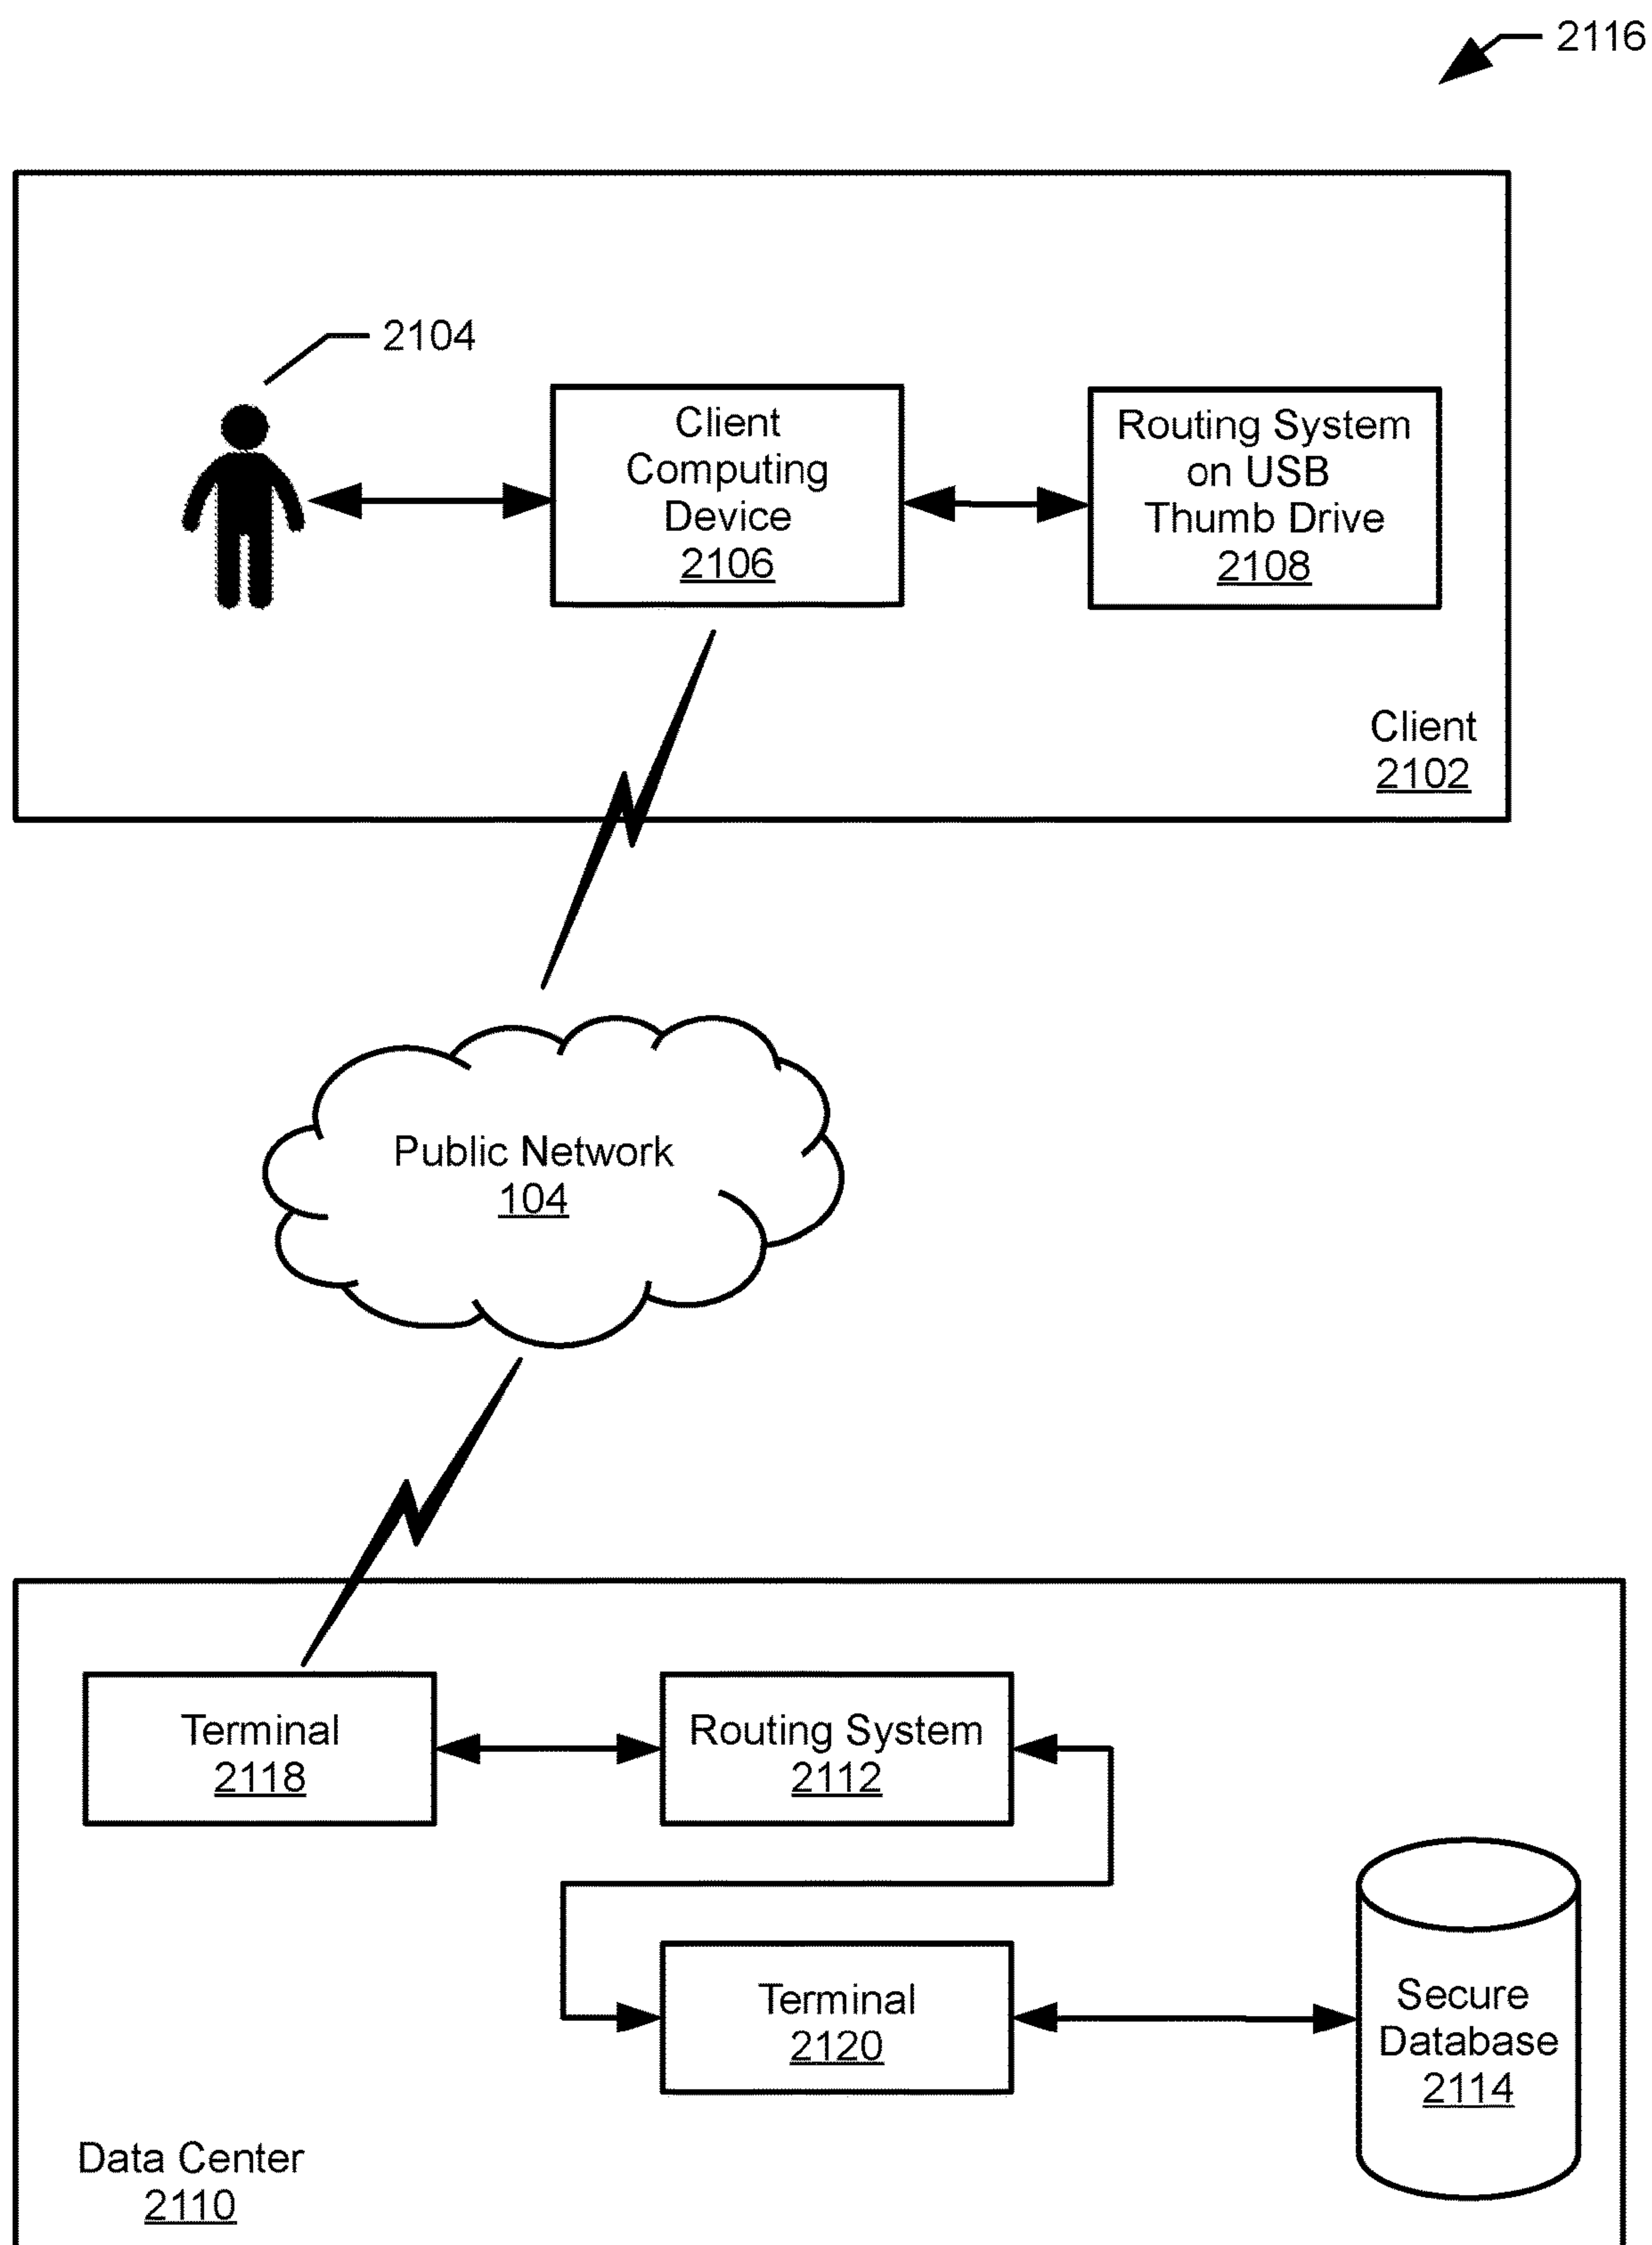 2116
2104
Client
Computing
Device
2106
Routing System
on USB
Thumb Drive
2108
Client
2102
Public Network
104
Terminal
2118
Routing System
2112
Terminal
2120
Secure
Database
2114
Data Center
2110